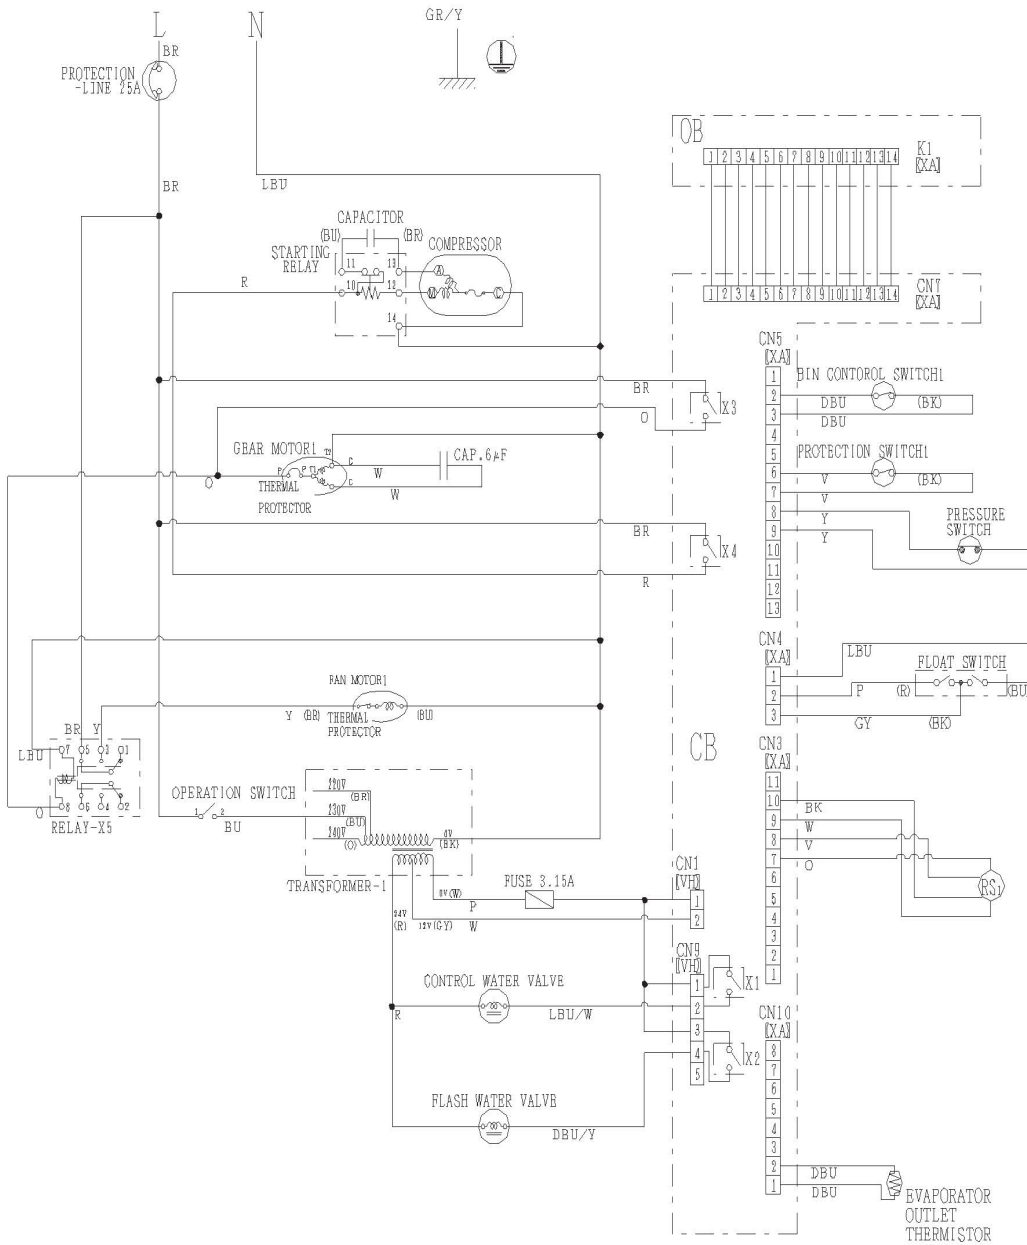 L
N
GR/Y
BR
PROTECTION
-LINE 25A
BR
LBU
OB
1 2 3 4 5 6 7 8 9 10 11 12 13 14
K1
[XA]
CAPACITOR
(BU)
(BR)
STARTING
RELAY
COMPRESSOR
11
13
A
10
12
M
C
14
R
CN7
[XA]
1 2 3 4 5 6 7 8 9 10 11 12 13 14
CN5
[XA]
1
2
3
4
5
6
7
8
9
10
11
12
13
BIN CONTOROL SWITCH1
DBU
(BK)
DBU
BR
X3
O
GEAR MOTOR1
CAP.6µF
C
W
C
W
P
THERMAL
PROTECTOR
O
PROTECTION SWITCH1
V
(BK)
V
Y
Y
PRESSURE
SWITCH
BR
X4
R
CN4
[XA]
1
2
3
LBU
FLOAT SWITCH
P
(R)
(BU)
GY
(BK)
FAN MOTOR1
Y
(BR)
THERMAL
PROTECTOR
(BU)
BR
Y
LBU
7
5
3
1
8
6
4
2
O
RELAY-X5
CB
CN3
[XA]
11
10
9
8
7
6
5
4
3
2
1
BK
W
V
O
RS1
OPERATION SWITCH
1
2
BU
220V
(BR)
230V
(BU)
240V
(O)
0V
(BK)
TRANSFORMER-1
0V(W)
P
24V
(R)
12V(GY)
W
FUSE 3.15A
CN1
[VH]
1
2
CN9
[VH]
1
2
3
4
5
X1
X2
CONTROL WATER VALVE
R
LBU/W
FLASH WATER VALVE
DBU/Y
CN10
[XA]
8
7
6
5
4
3
2
1
DBU
DBU
EVAPORATOR
OUTLET
THERMISTOR